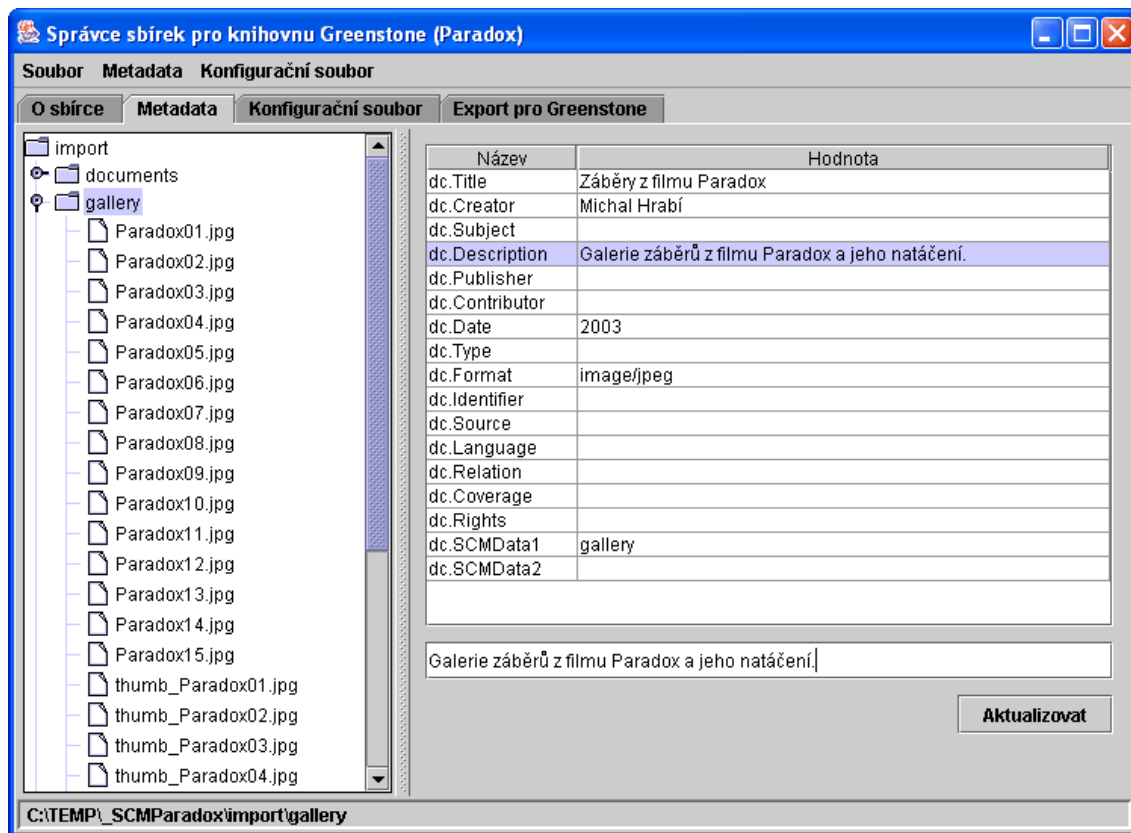 Správce sbírek pro knihovnu Greenstone (Paradox)
Soubor Metadata Konfigurační soubor
O sbírce Metadata Konfigurační soubor Export pro Greenstone
import
documents
gallery
Paradox01.jpg
Paradox02.jpg
Paradox03.jpg
Paradox04.jpg
Paradox05.jpg
Paradox06.jpg
Paradox07.jpg
Paradox08.jpg
Paradox09.jpg
Paradox10.jpg
Paradox11.jpg
Paradox12.jpg
Paradox13.jpg
Paradox14.jpg
Paradox15.jpg
thumb_Paradox01.jpg
thumb_Paradox02.jpg
thumb_Paradox03.jpg
thumb_Paradox04.jpg
Název Hodnota
dc.Title Záběry z filmu Paradox
dc.Creator Michal Hrabí
dc.Subject
dc.Description Galerie záběrů z filmu Paradox a jeho natáčení.
dc.Publisher
dc.Contributor
dc.Date 2003
dc.Type
dc.Format image/jpeg
dc.Identifier
dc.Source
dc.Language
dc.Relation
dc.Coverage
dc.Rights
dc.SCMData1 gallery
dc.SCMData2
Galerie záběrů z filmu Paradox a jeho natáčení.
Aktualizovat
C:\TEMP\_SCMParadox\import\gallery